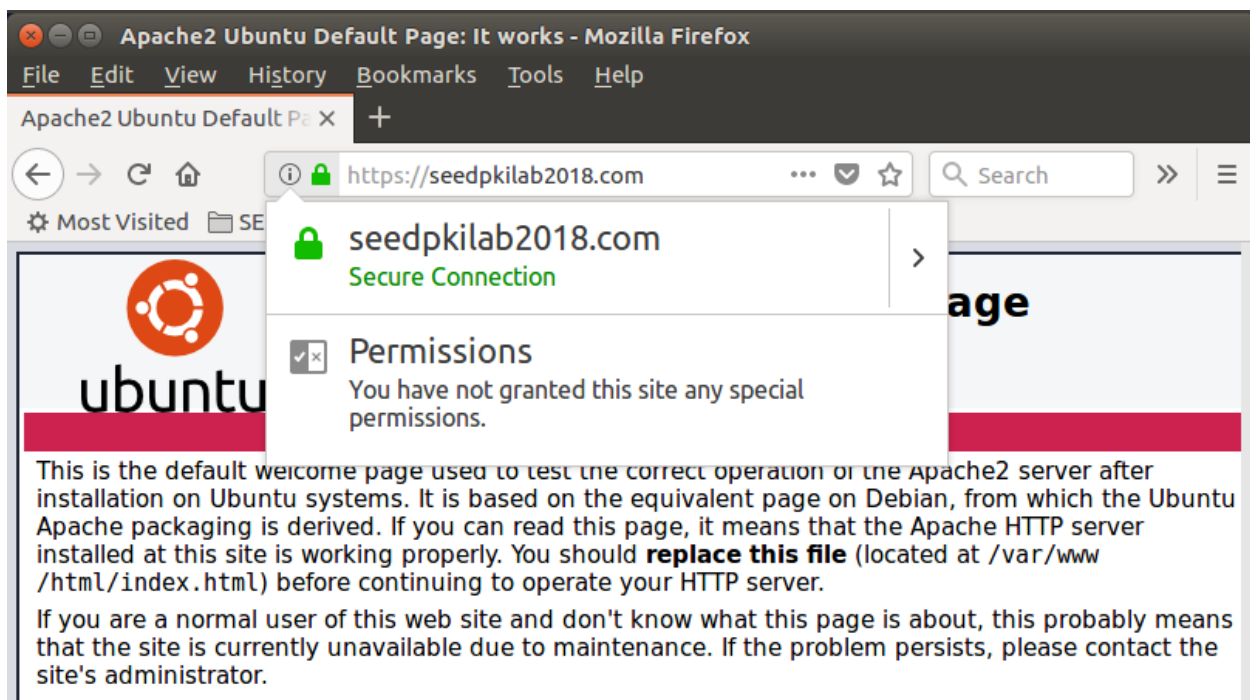 Apache2 Ubuntu Default Page: It works - Mozilla Firefox
File Edit View History Bookmarks Tools Help
Apache2 Ubuntu Default Pa
https://seedpkilab2018.com
Search
Most Visited SE
seedpkilab2018.com
Secure Connection
age
Permissions
You have not granted this site any special
permissions.
ubuntu
This is the default welcome page used to test the correct operation of the Apache2 server after
installation on Ubuntu systems. It is based on the equivalent page on Debian, from which the Ubuntu
Apache packaging is derived. If you can read this page, it means that the Apache HTTP server
installed at this site is working properly. You should replace this file (located at /var/www
/html/index.html) before continuing to operate your HTTP server.
If you are a normal user of this web site and don't know what this page is about, this probably means
that the site is currently unavailable due to maintenance. If the problem persists, please contact the
site's administrator.